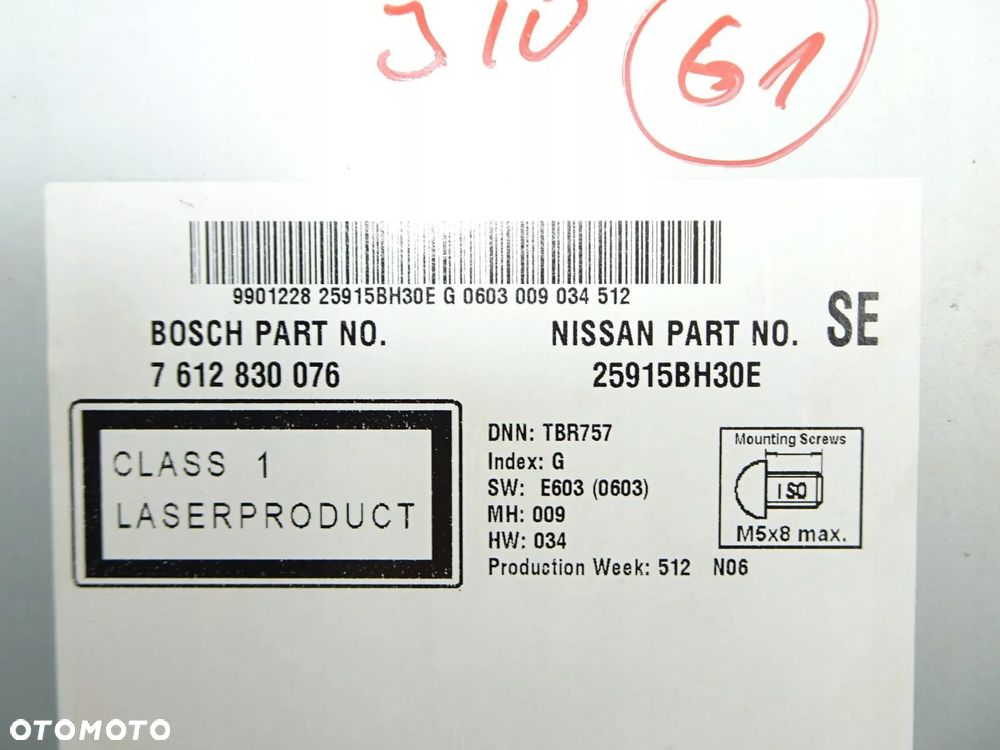 J10
61
9901228 25915BH30E G 0603 009 034 512
SE
BOSCH PART NO.
7 612 830 076
NISSAN PART NO.
25915BH30E
CLASS 1
LASERPRODUCT
DNN: TBR757
Index: G
SW: E603 (0603)
MH: 009
HW: 034
Production Week: 512 N06
Mounting Screws
ISO
M5x8 max.
OTOMOTO